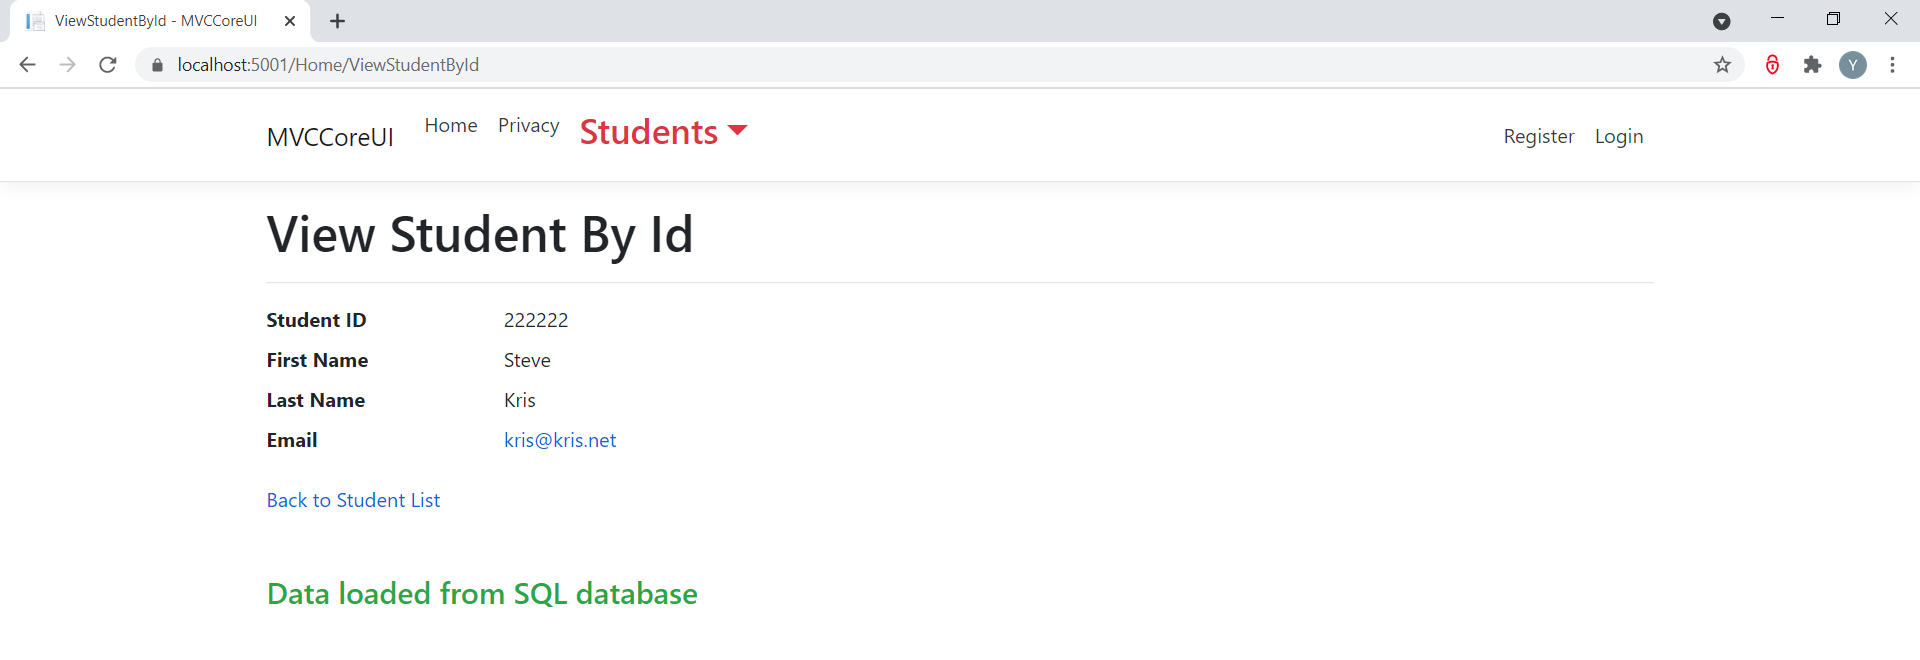 ViewStudentById - MVCCoreUI
localhost:5001/Home/ViewStudentById
Y
MVCCoreUI Home Privacy Students Register Login
View Student By Id
Student ID 222222
First Name Steve
Last Name Kris
Email kris@kris.net
Back to Student List
Data loaded from SQL database